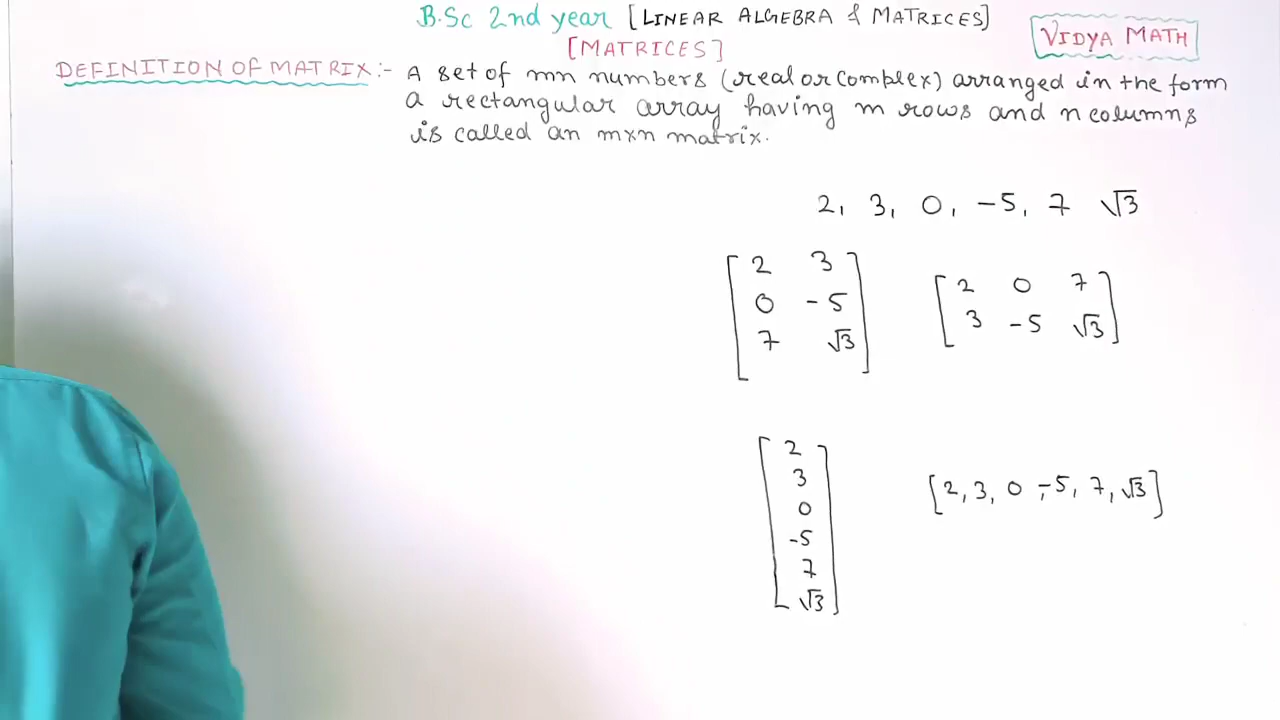 B.Sc 2nd year [LINEAR ALGEBRA & MATRICES]
[MATRICES]
VIDYA MATH
DEFINITION OF MATRIX:- A set of mn numbers (real or complex) arranged in the form
a rectangular array having m rows and n columns
is called an mxn matrix.
2, 3, 0, -5, 7 √3
2 3
0 -5
7 √3
2 0 7
3 -5 √3
2
3
0
-5
7
√3
[2, 3, 0, -5, 7, √3]